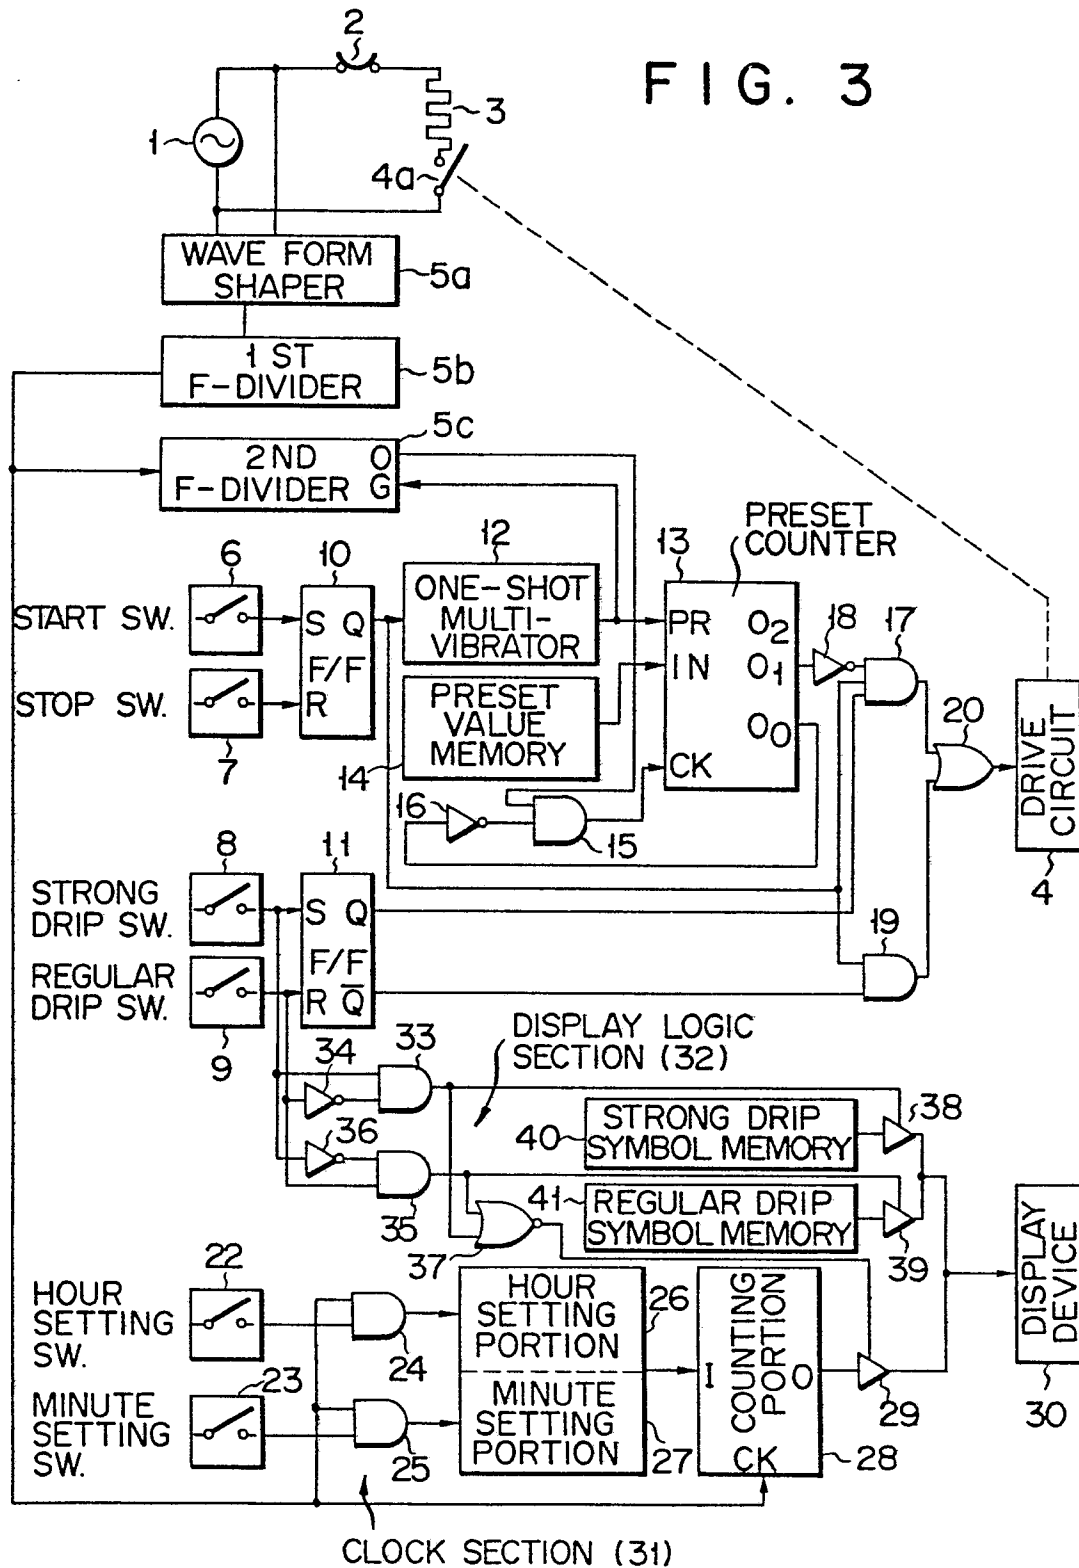 FIG. 3
2
1
3
4a
WAVE FORM
SHAPER
5a
1 ST
F-DIVIDER
5b
5c
2ND
F-DIVIDER
O
G
START SW.
6
STOP SW.
7
10
S Q
F/F
R
12
ONE-SHOT
MULTI-
VIBRATOR
PRESET
VALUE
MEMORY
14
13
PRESET
COUNTER
PR O2
IN O1
O0
CK
18
17
16
15
20
DRIVE
CIRCUIT
4
STRONG
DRIP SW.
8
REGULAR
DRIP SW.
9
11
S Q
F/F
R Q̅
19
DISPLAY LOGIC
SECTION (32)
34
33
36
35
37
40
STRONG DRIP
SYMBOL MEMORY
38
41
REGULAR DRIP
SYMBOL MEMORY
39
HOUR
SETTING
SW.
22
MINUTE
SETTING
SW.
23
24
25
HOUR
SETTING
PORTION
26
MINUTE
SETTING
PORTION
27
COUNTING
PORTION
I O
CK
28
29
DISPLAY
DEVICE
30
CLOCK SECTION (31)